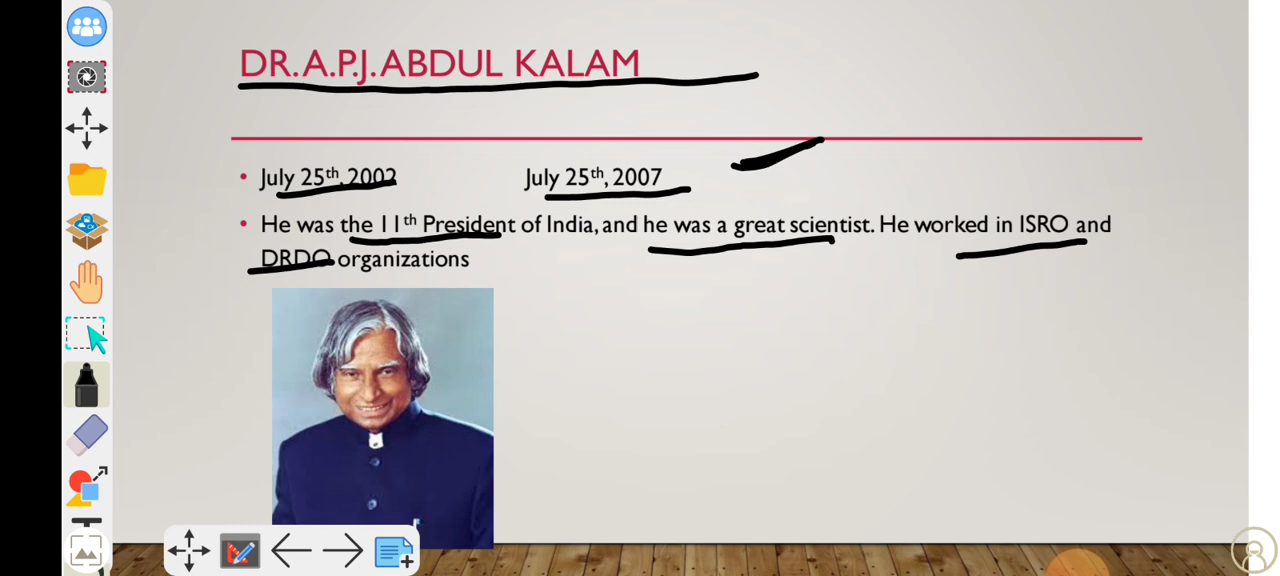 DR.A.P.J.ABDUL KALAM
• July 25th, 2002 July 25th, 2007
• He was the 11th President of India, and he was a great scientist. He worked in ISRO and
DRDO organizations